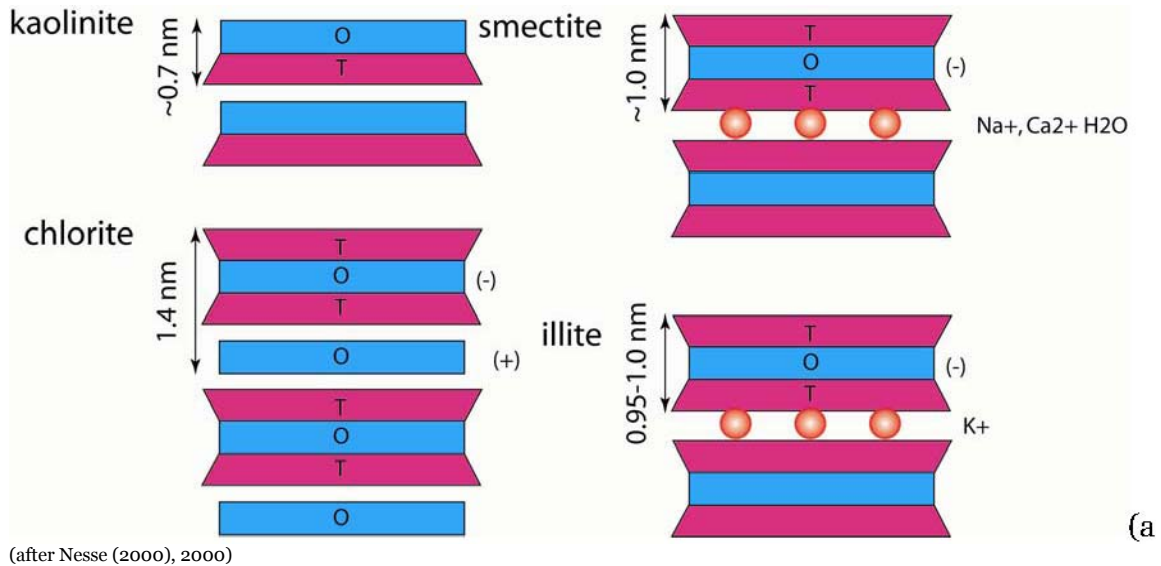 kaolinite
~0.7 nm
O
T
smectite
~1.0 nm
T
O
T
(-)
Na+, Ca2+ H2O
chlorite
1.4 nm
T
O
T
(-)
O
(+)
T
O
T
O
illite
0.95-1.0 nm
T
O
T
(-)
K+
(a
(after Nesse (2000), 2000)